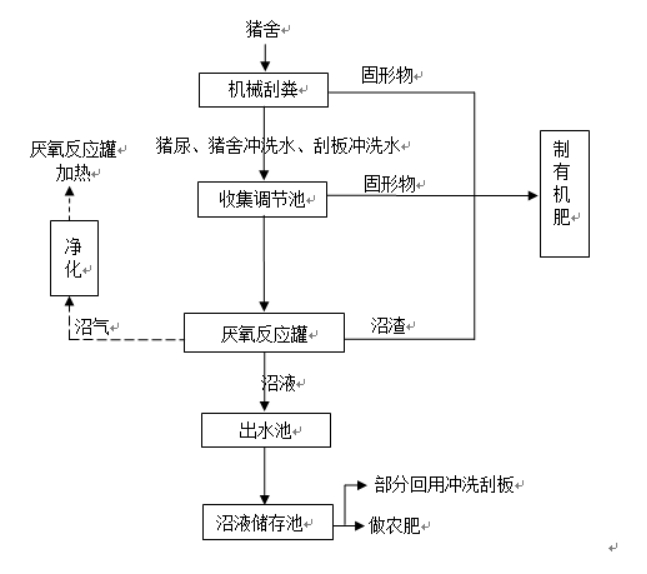 猪舍
机械刮粪
固形物
猪尿、猪舍冲洗水、刮板冲洗水
厌氧反应罐
加热
制
有
机
肥
收集调节池
固形物
净
化
沼气
厌氧反应罐
沼渣
沼液
出水池
部分回用冲洗刮板
沼液储存池
做农肥